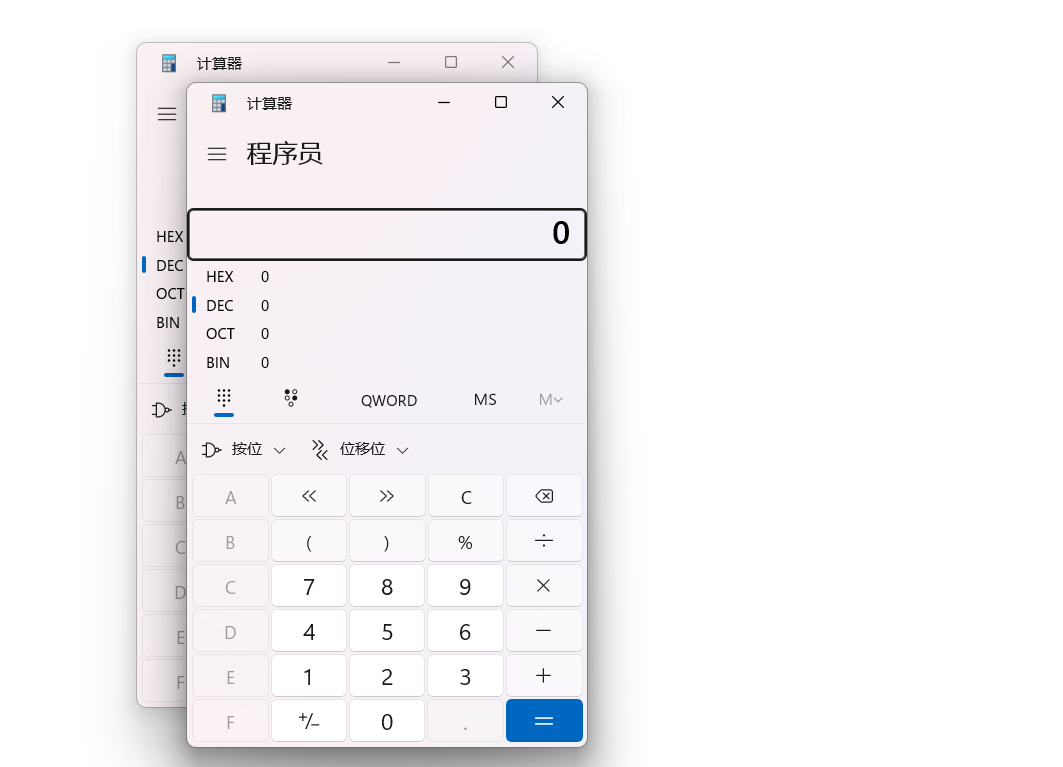 计算器
计算器
程序员
0
HEX
DEC
OCT
BIN
HEX 0
DEC 0
OCT 0
BIN 0
QWORD MS M
按位 位移位
A C
B ( ) %
C 7 8 9
D 4 5 6
E 1 2 3
F +/− 0 .
A
B
C
D
E
F